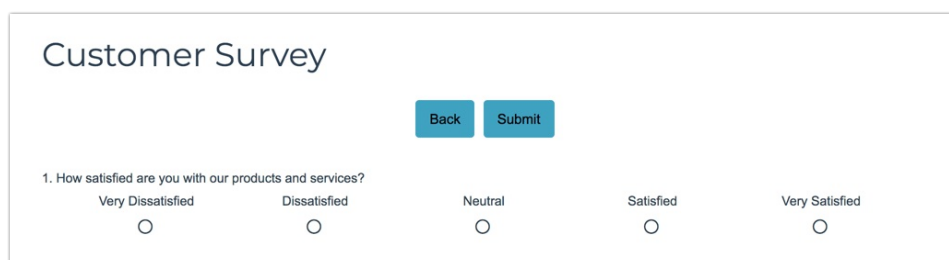 Customer Survey
Back Submit
1. How satisfied are you with our products and services?
Very Dissatisfied Dissatisfied Neutral Satisfied Very Satisfied